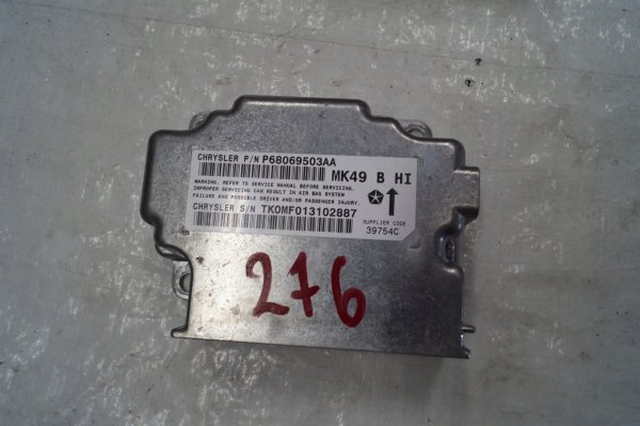 CHRYSLER P/N P68069503AA
MK49 B HI
WARNING. REFER TO SERVICE MANUAL BEFORE SERVICING.
IMPROPER SERVICING CAN RESULT IN AIR BAG SYSTEM
FAILURE AND POSSIBLE DRIVER AND/OR PASSENGER INJURY.
CHRYSLER S/N TK0MF013102887
SUPPLIER CODE
39754C
276